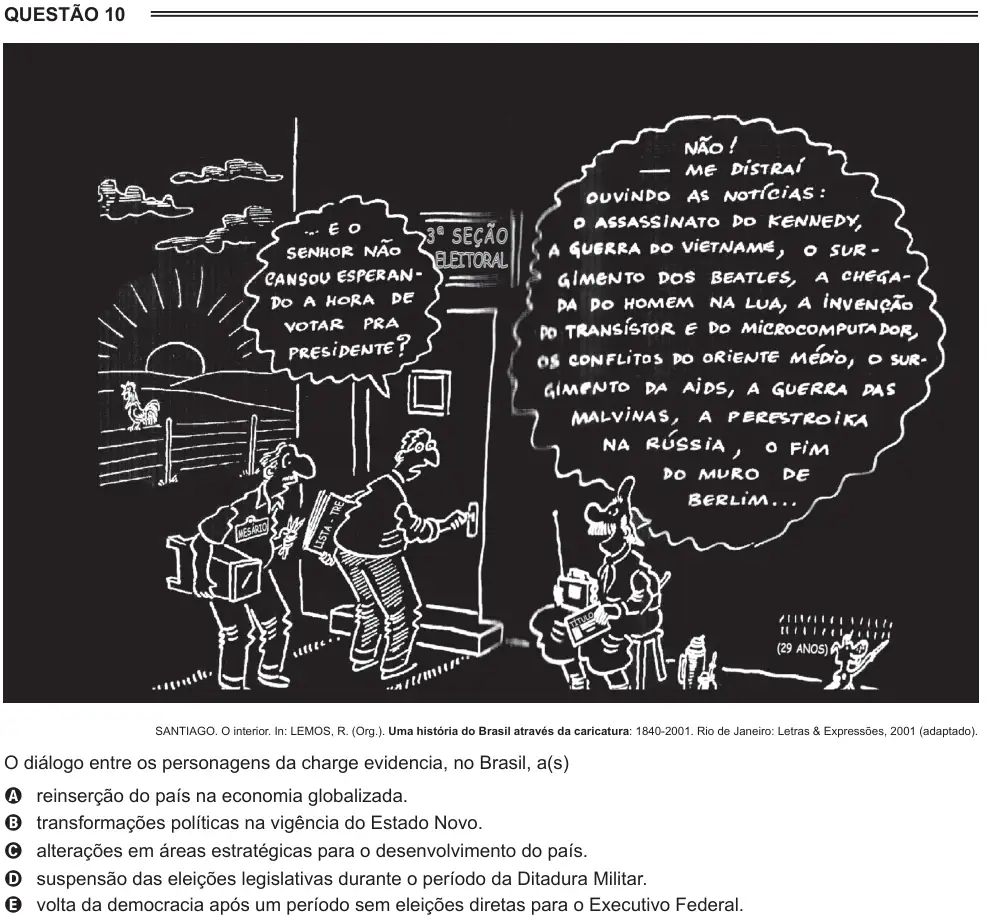 QUESTÃO 10
... E O
SENHOR NÃO
CANSOU ESPERAN-
DO A HORA DE
VOTAR PRA
PRESIDENTE?
3ª SEÇÃO
ELEITORAL
NÃO!
— ME DISTRAÍ
OUVINDO AS NOTÍCIAS:
O ASSASSINATO DO KENNEDY,
A GUERRA DO VIETNAME, O SUR-
GIMENTO DOS BEATLES, A CHEGA-
DA DO HOMEM NA LUA, A INVENÇÃO
DO TRANSÍSTOR E DO MICROCOMPUTADOR,
OS CONFLITOS DO ORIENTE MÉDIO, O SUR-
GIMENTO DA AIDS, A GUERRA DAS
MALVINAS, A PERESTROIKA
NA RÚSSIA, O FIM
DO MURO DE
BERLIM...
MESÁRIO
LISTA - TRE
TÍTULO
(29 ANOS)
SANTIAGO. O interior. In: LEMOS, R. (Org.). Uma história do Brasil através da caricatura: 1840-2001. Rio de Janeiro: Letras & Expressões, 2001 (adaptado).
O diálogo entre os personagens da charge evidencia, no Brasil, a(s)
A reinserção do país na economia globalizada.
B transformações políticas na vigência do Estado Novo.
C alterações em áreas estratégicas para o desenvolvimento do país.
D suspensão das eleições legislativas durante o período da Ditadura Militar.
E volta da democracia após um período sem eleições diretas para o Executivo Federal.